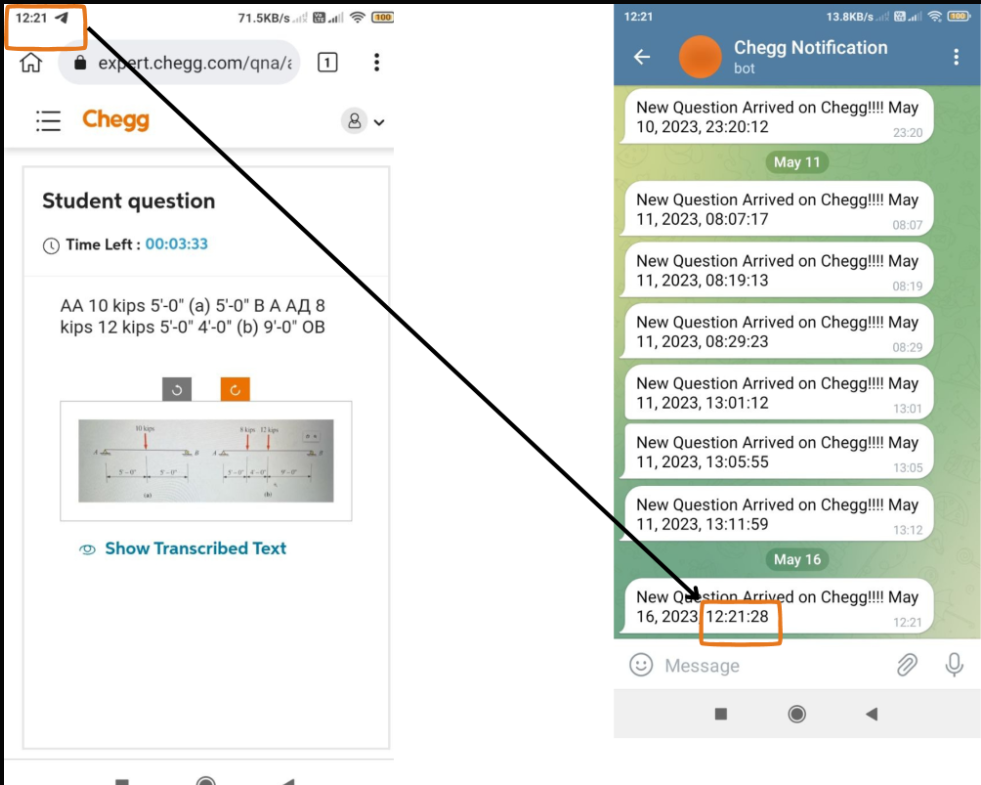 12:21
71.5KB/s
100
expert.chegg.com/qna/a
1
Chegg
Student question
Time Left : 00:03:33
AA 10 kips 5'-0" (a) 5'-0" B A AД 8
kips 12 kips 5'-0" 4'-0" (b) 9'-0" OB
10 kips
8 kips 12 kips
A
B
A
B
5'-0"
5'-0"
5'-0"
4'-0"
9'-0"
(a)
(b)
Show Transcribed Text
12:21
13.8KB/s
100
Chegg Notification
bot
New Question Arrived on Chegg!!!! May
10, 2023, 23:20:12
23:20
May 11
New Question Arrived on Chegg!!!! May
11, 2023, 08:07:17
08:07
New Question Arrived on Chegg!!!! May
11, 2023, 08:19:13
08:19
New Question Arrived on Chegg!!!! May
11, 2023, 08:29:23
08:29
New Question Arrived on Chegg!!!! May
11, 2023, 13:01:12
13:01
New Question Arrived on Chegg!!!! May
11, 2023, 13:05:55
13:05
New Question Arrived on Chegg!!!! May
11, 2023, 13:11:59
13:12
May 16
New Question Arrived on Chegg!!!! May
16, 2023, 12:21:28
12:21
Message